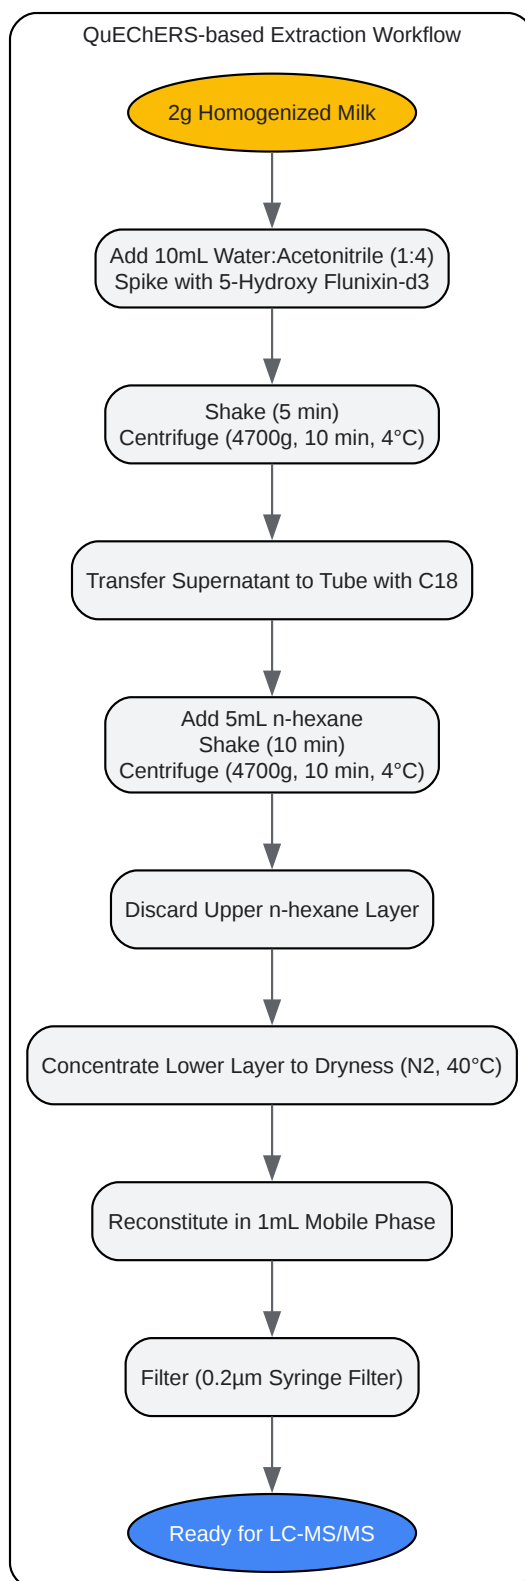 QuEChERS-based Extraction Workflow
2g Homogenized Milk
Add 10mL Water:Acetonitrile (1:4)
Spike with 5-Hydroxy Flunixin-d3
Shake (5 min)
Centrifuge (4700g, 10 min, 4°C)
Transfer Supernatant to Tube with C18
Add 5mL n-hexane
Shake (10 min)
Centrifuge (4700g, 10 min, 4°C)
Discard Upper n-hexane Layer
Concentrate Lower Layer to Dryness (N2, 40°C)
Reconstitute in 1mL Mobile Phase
Filter (0.2µm Syringe Filter)
Ready for LC-MS/MS